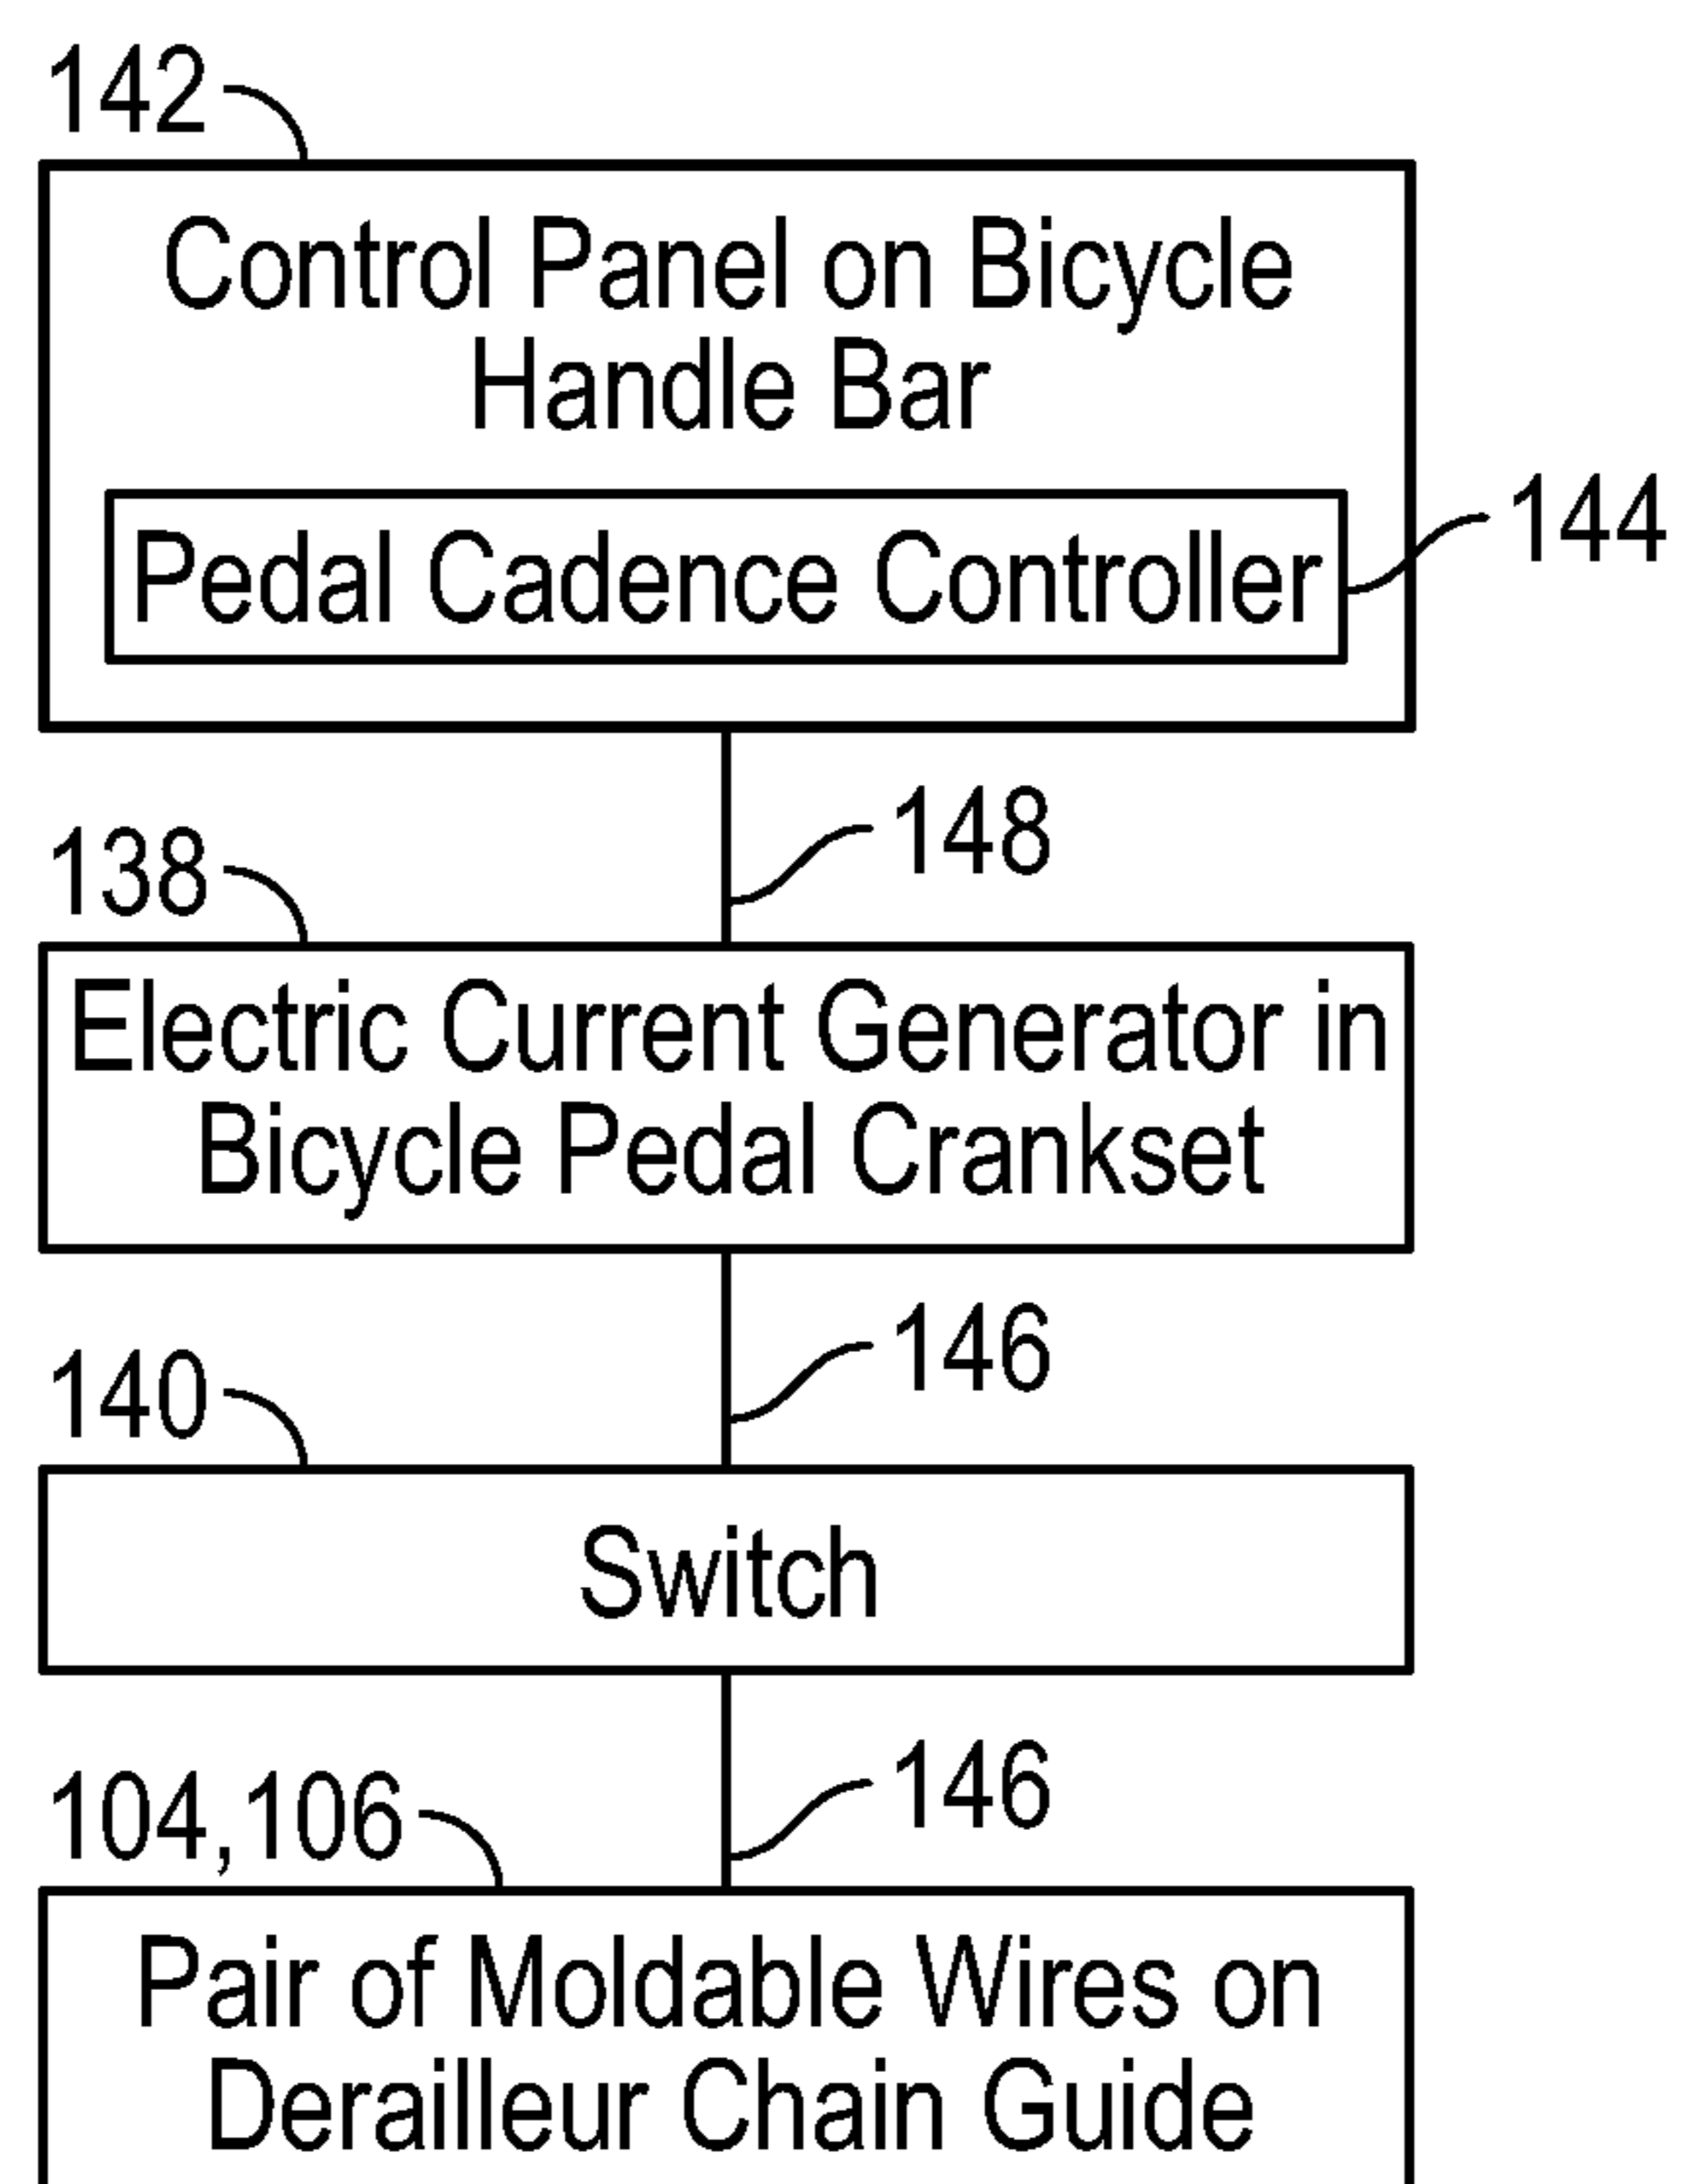 142
Control Panel on Bicycle
Handle Bar
Pedal Cadence Controller
144
148
138
Electric Current Generator in
Bicycle Pedal Crankset
146
140
Switch
146
104,106
Pair of Moldable Wires on
Derailleur Chain Guide